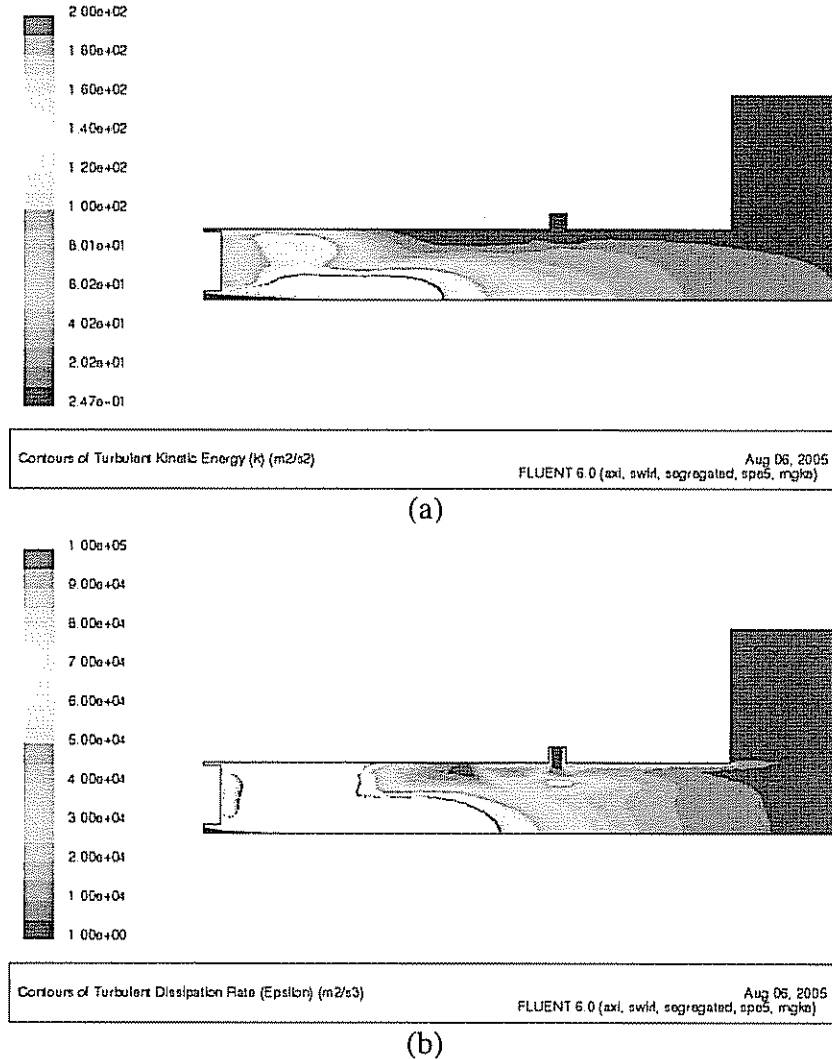 2.00e+02
1 80e+02
1 60e+02
1.40e+02
1 20e+02
1 00e+02
8.01e+01
6 02e+01
4 02e+01
2.02e+01
2.47e-01
Contours of Turbulent Kinetic Energy (k) (m2/s2)
Aug 06, 2005
FLUENT 6.0 (axi, swirl, segregated, spe5, mgke)
(a)
1 00e+05
9.00e+04
8.00e+04
7 00e+04
6 00e+04
5.00e+04
4 00e+04
3 00e+04
2 00e+04
1 00e+04
1 00e+00
Contours of Turbulent Dissipation Rate (Epsilon) (m2/s3)
Aug 06, 2005
FLUENT 6.0 (axi, swirl, segregated, spe5, mgke)
(b)